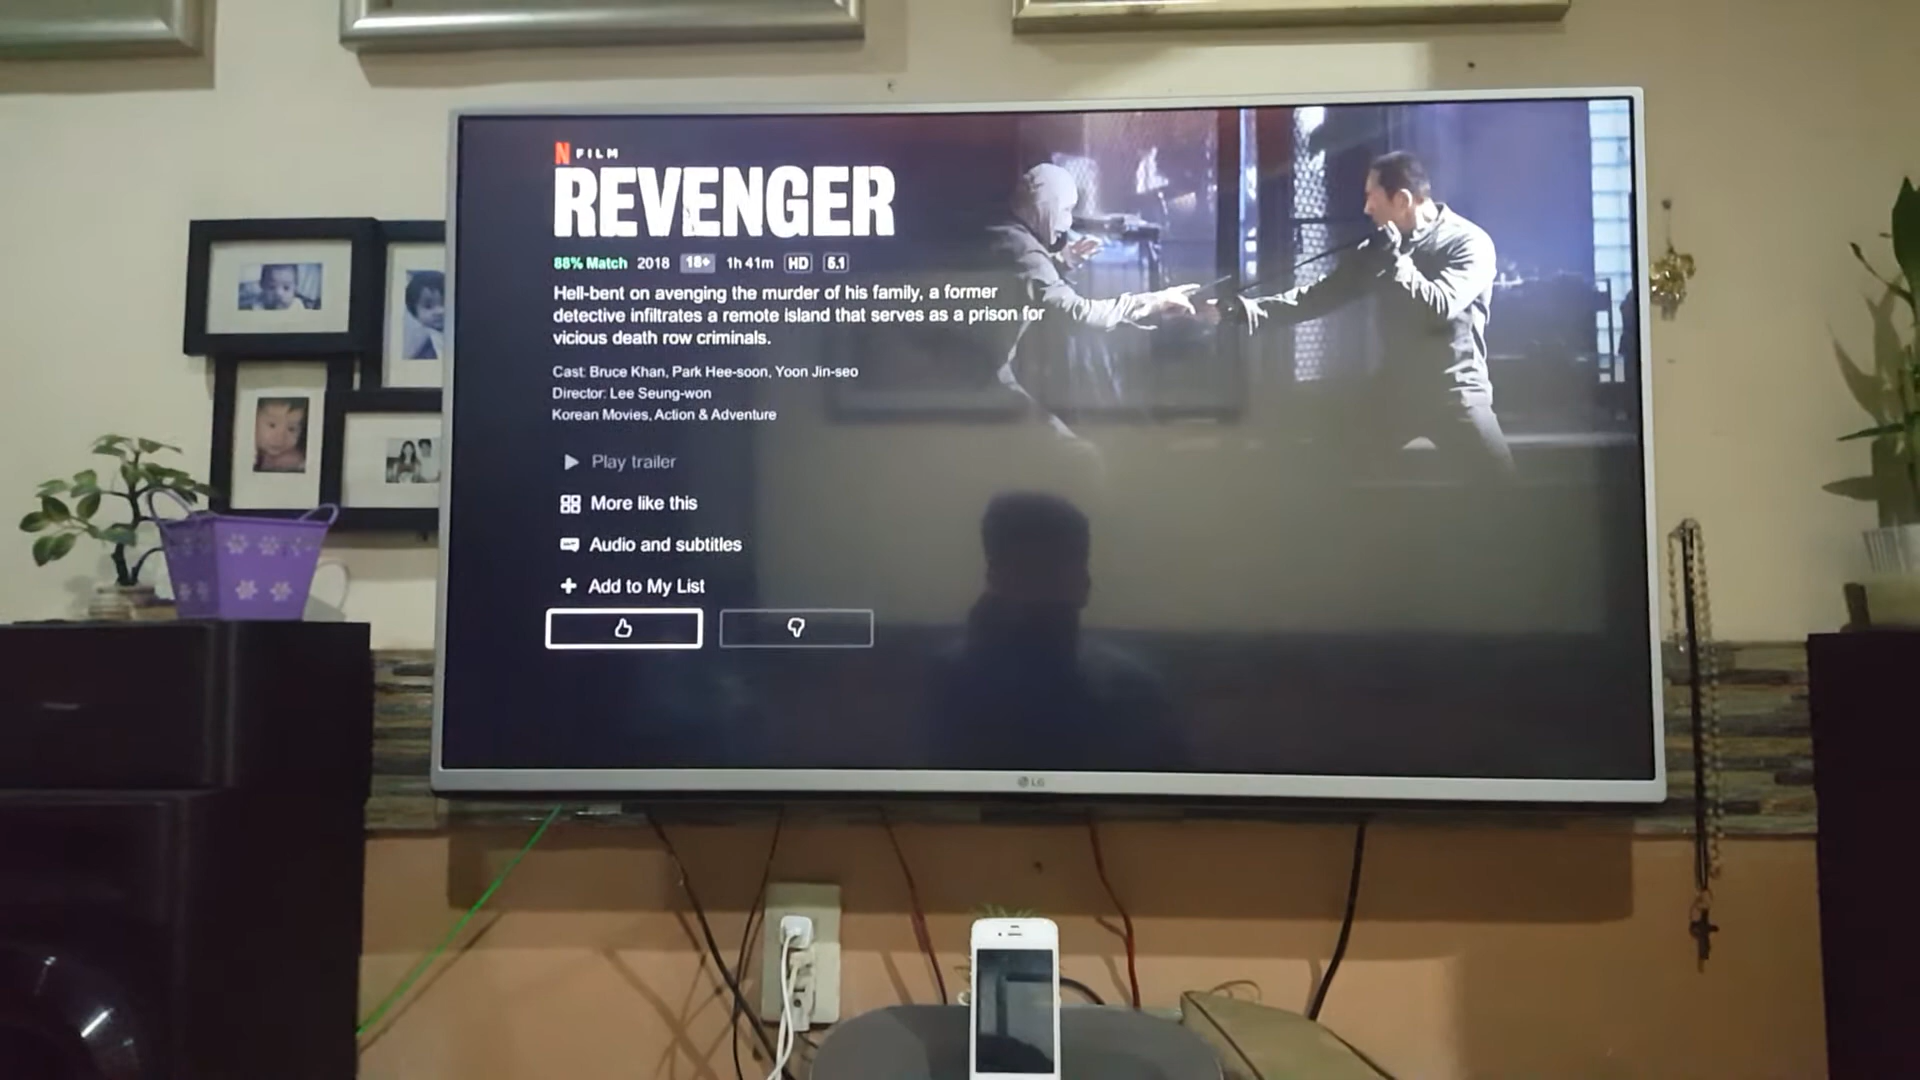 N FILM
REVENGER
88% Match 2018 18+ 1h 41m HD 5.1
Hell-bent on avenging the murder of his family, a former
detective infiltrates a remote island that serves as a prison for
vicious death row criminals.
Cast: Bruce Khan, Park Hee-soon, Yoon Jin-seo
Director: Lee Seung-won
Korean Movies, Action & Adventure
Play trailer
More like this
Audio and subtitles
Add to My List
LG